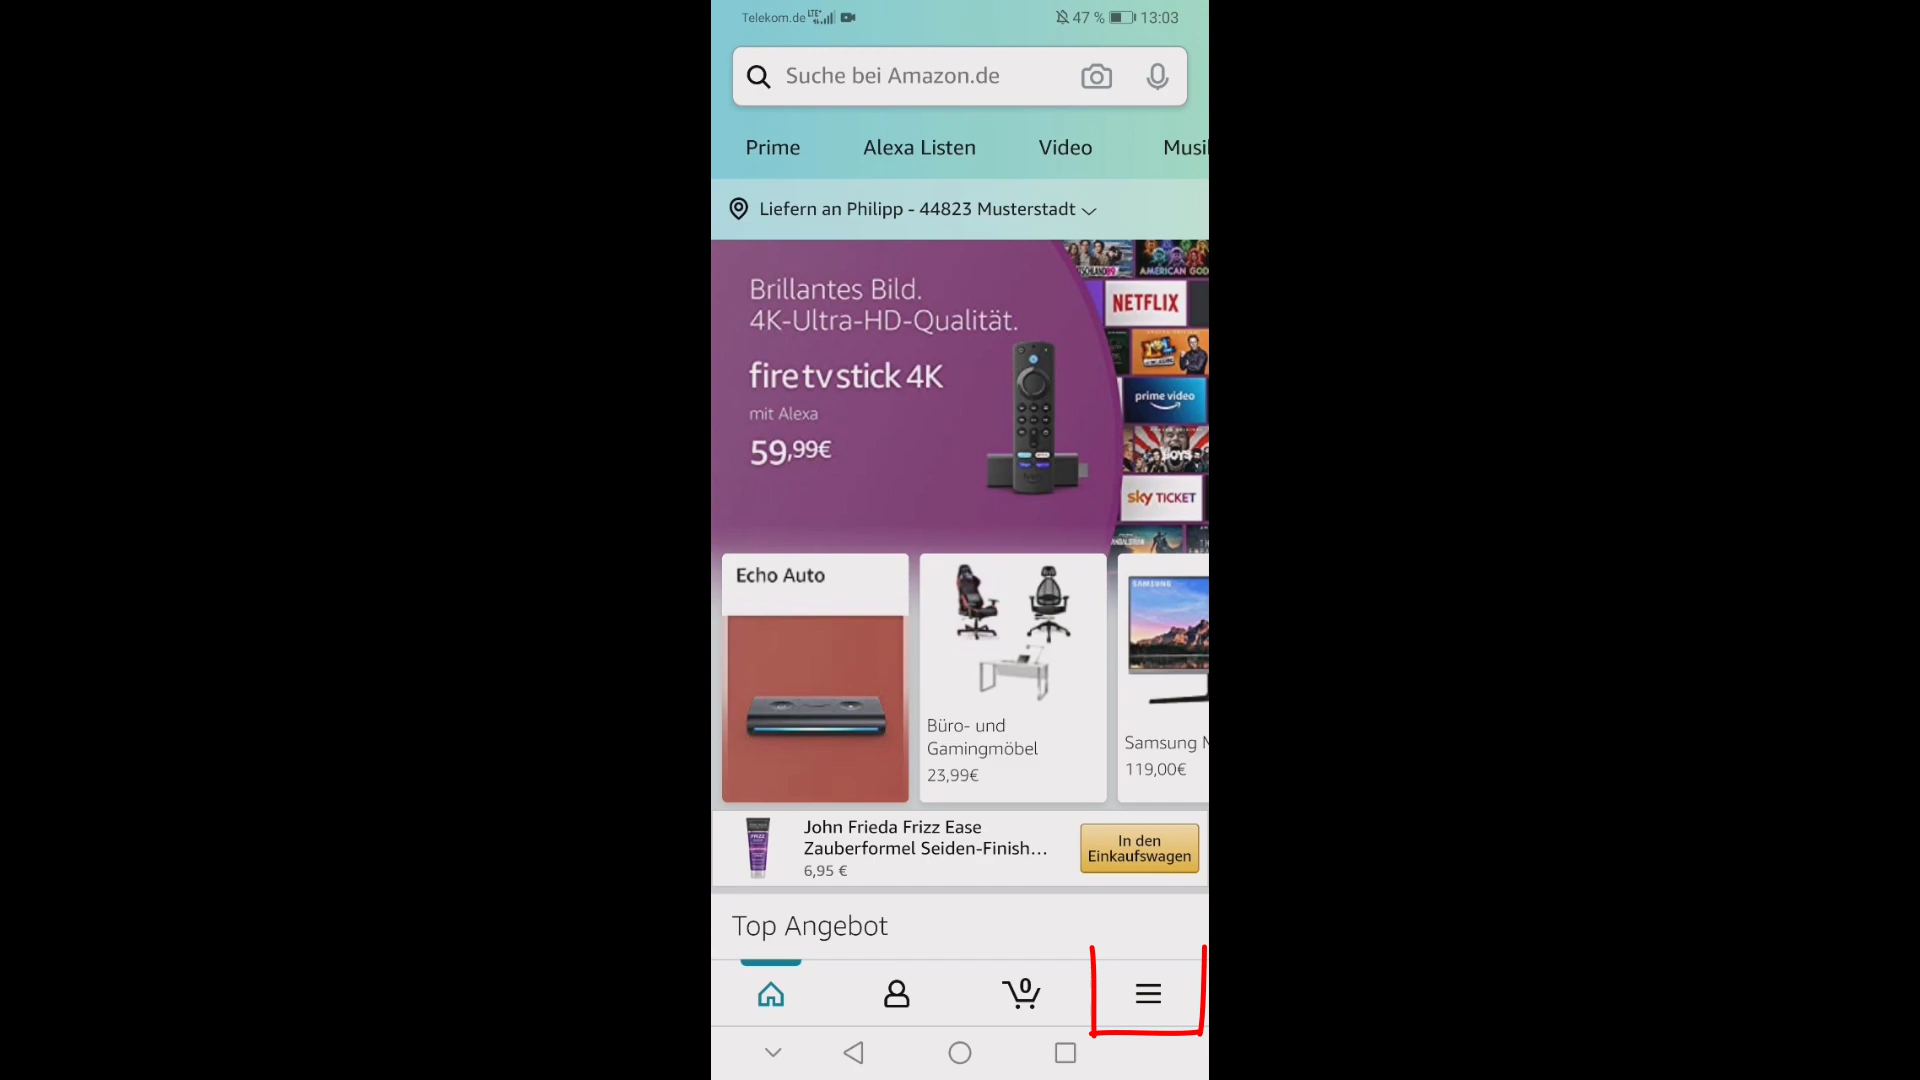 Telekom.de LTE+ 47 % 13:03
Suche bei Amazon.de
Prime Alexa Listen Video Musi
Liefern an Philipp - 44823 Musterstadt
AMERICAN GOD
Brillantes Bild.
4K-Ultra-HD-Qualität.
NETFLIX
fire tv stick 4K
prime video
mit Alexa
59,99€
BOYS
sky TICKET
Echo Auto
SAMSUNG
Büro- und
Gamingmöbel
23,99€
Samsung M
119,00€
John Frieda Frizz Ease
Zauberformel Seiden-Finish...
6,95 €
In den
Einkaufswagen
Top Angebot
0